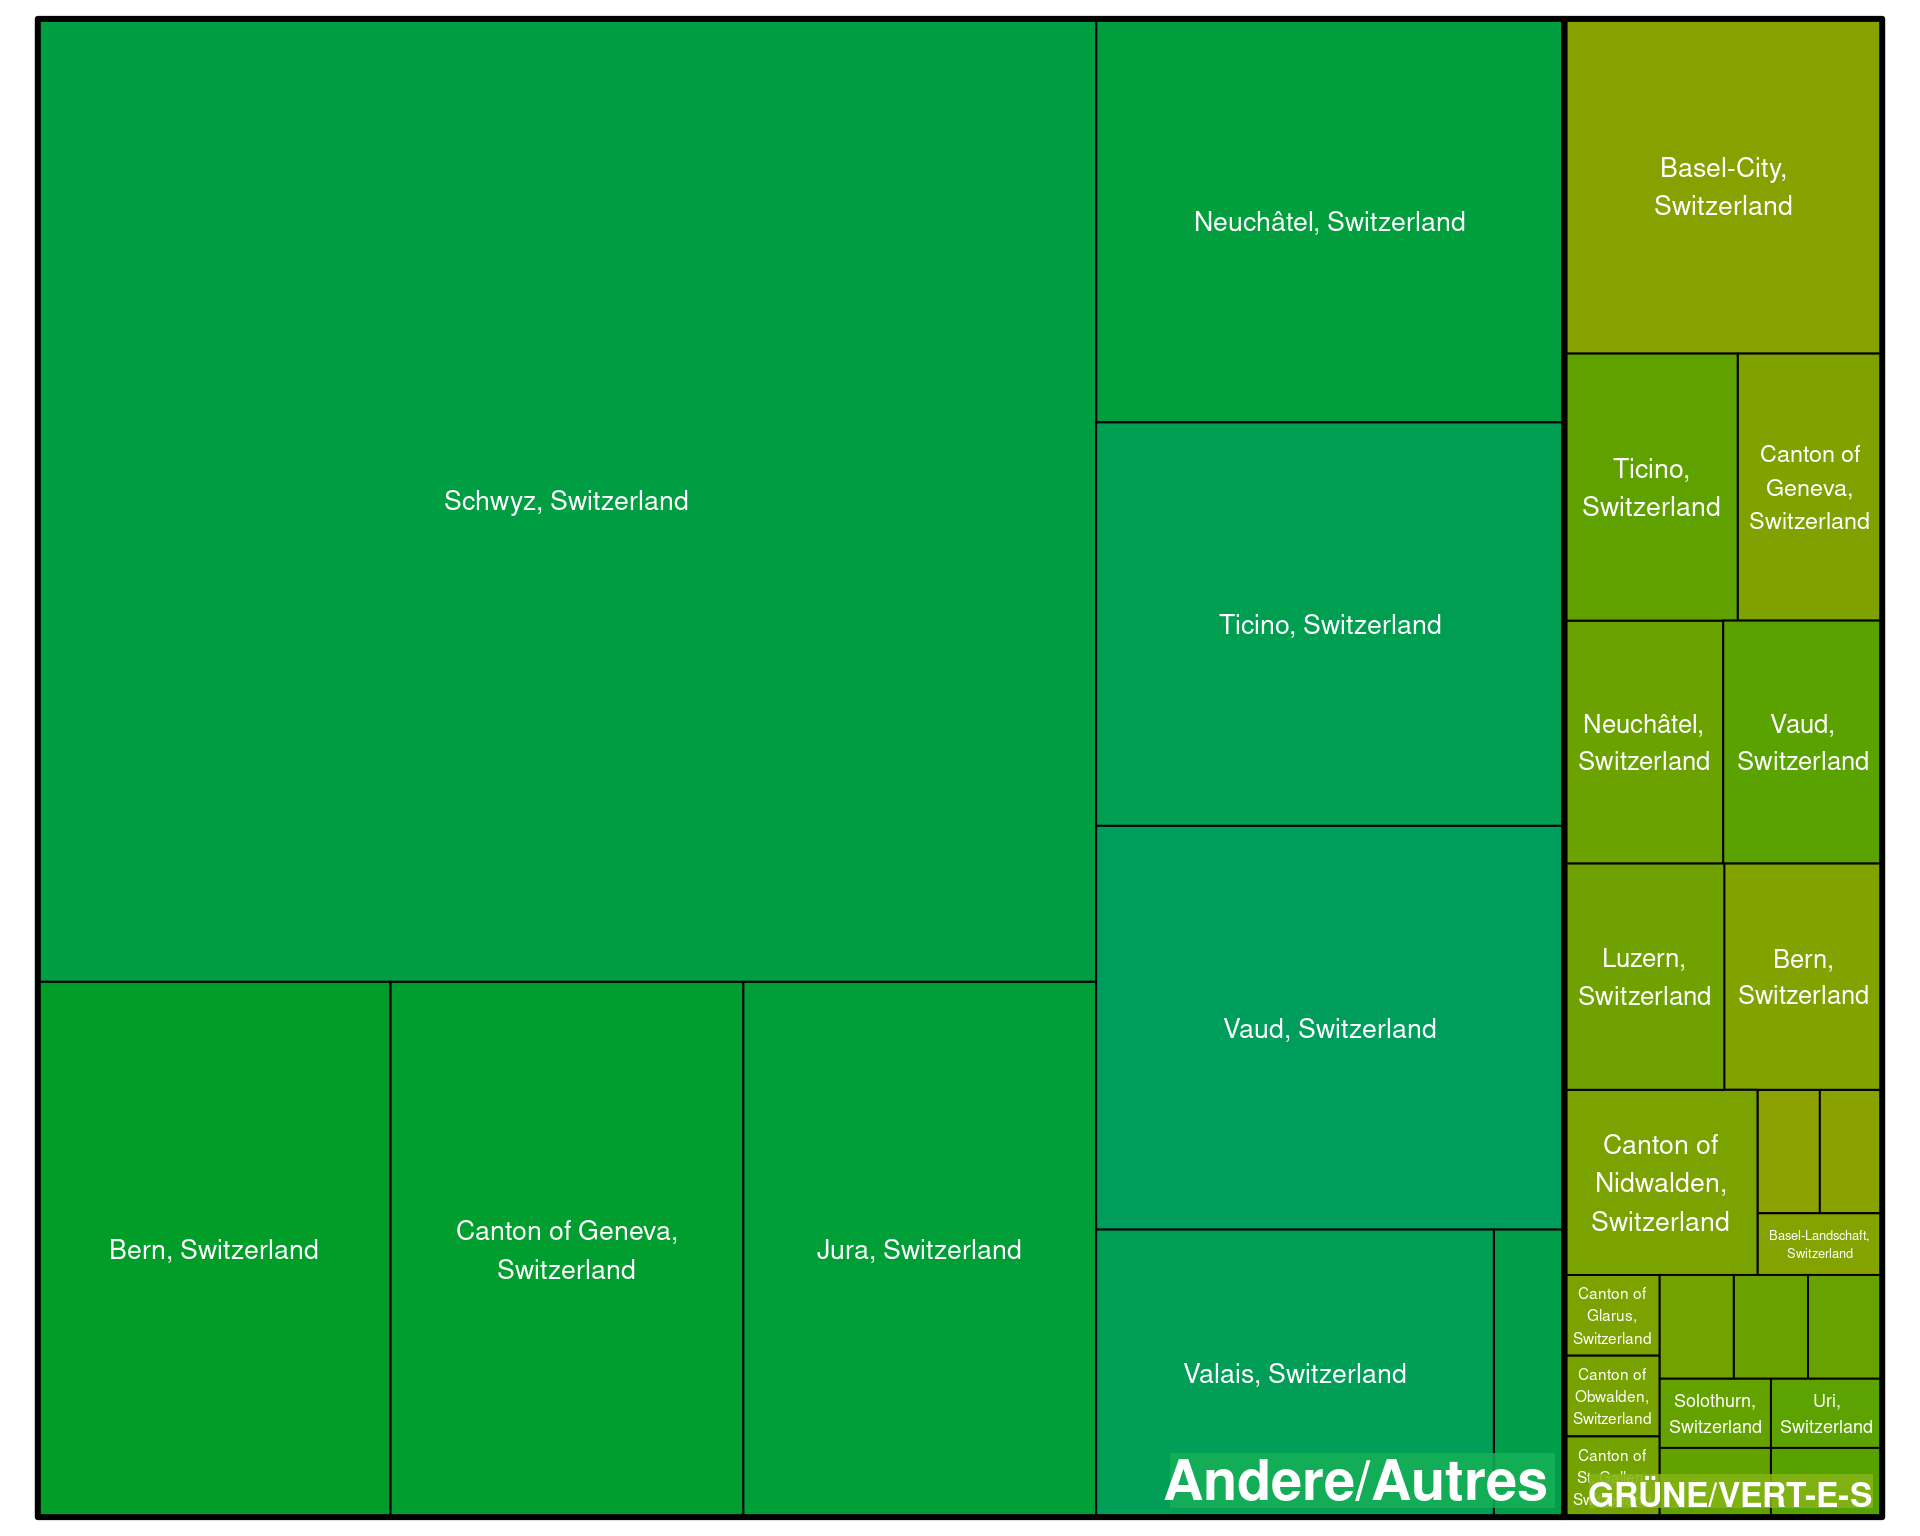 Schwyz, Switzerland
Neuchâtel, Switzerland
Ticino, Switzerland
Vaud, Switzerland
Bern, Switzerland
Canton of Geneva,
Switzerland
Jura, Switzerland
Valais, Switzerland
Andere/Autres
Basel-City,
Switzerland
Ticino,
Switzerland
Canton of
Geneva,
Switzerland
Neuchâtel,
Switzerland
Vaud,
Switzerland
Luzern,
Switzerland
Bern,
Switzerland
Canton of
Nidwalden,
Switzerland
Basel-Landschaft,
Switzerland
Canton of
Glarus,
Switzerland
Canton of
Obwalden,
Switzerland
Solothurn,
Switzerland
Uri,
Switzerland
Canton of
St. Gallen,
GRÜNE/VERT-E-S